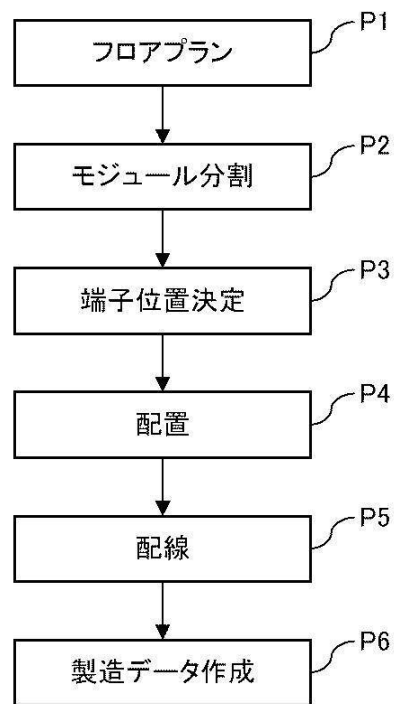 P1
フロアプラン
P2
モジュール分割
P3
端子位置決定
P4
配置
P5
配線
P6
製造データ作成